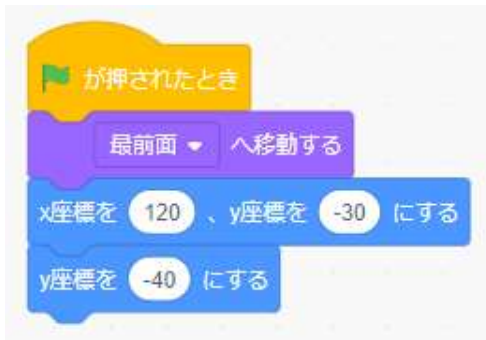 が押されたとき
最前面 へ移動する
x座標を 120 、y座標を -30 にする
y座標を -40 にする